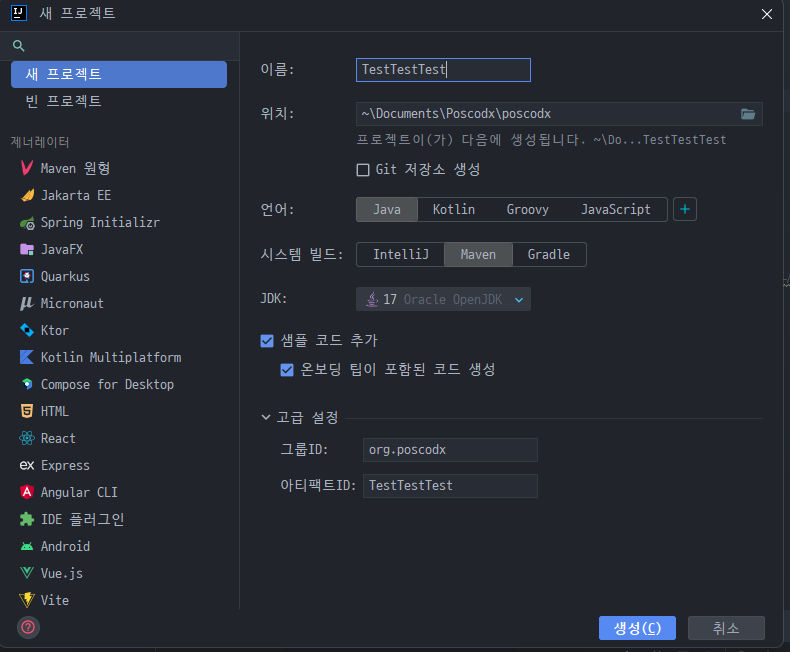 새 프로젝트
새 프로젝트
빈 프로젝트
제너레이터
Maven 원형
Jakarta EE
Spring Initializr
JavaFX
Quarkus
Micronaut
Ktor
Kotlin Multiplatform
Compose for Desktop
HTML
React
Express
Angular CLI
IDE 플러그인
Android
Vue.js
Vite
이름: TestTestTest
위치: ~\Documents\Poscodx\poscodx
프로젝트이(가) 다음에 생성됩니다. ~\Do...TestTestTest
Git 저장소 생성
언어: Java Kotlin Groovy JavaScript +
시스템 빌드: IntelliJ Maven Gradle
JDK: 17 Oracle OpenJDK
샘플 코드 추가
온보딩 팁이 포함된 코드 생성
고급 설정
그룹ID: org.poscodx
아티팩트ID: TestTestTest
생성(C) 취소